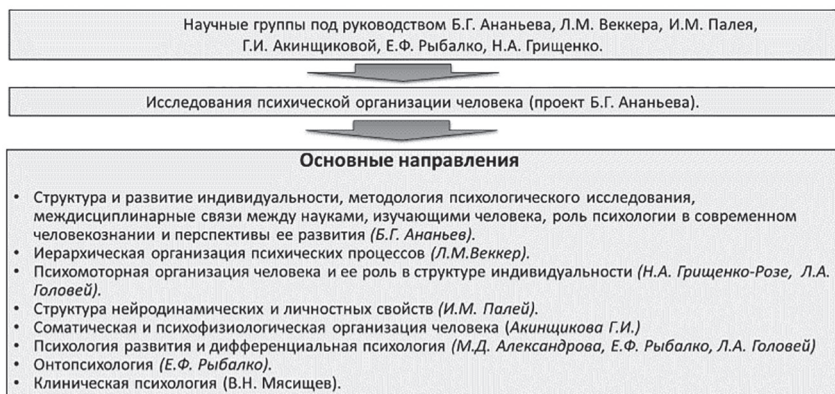 Научные группы под руководством Б.Г. Ананьева, Л.М. Веккера, И.М. Палея,
Г.И. Акинщиковой, Е.Ф. Рыбалко, Н.А. Грищенко.
Исследования психической организации человека (проект Б.Г. Ананьева).
Основные направления
• Структура и развитие индивидуальности, методология психологического исследования,
междисциплинарные связи между науками, изучающими человека, роль психологии в современном
человекознании и перспективы ее развития (Б.Г. Ананьев).
• Иерархическая организация психических процессов (Л.М.Веккер).
• Психомоторная организация человека и ее роль в структуре индивидуальности (Н.А. Грищенко-Розе, Л.А.
Головей).
• Структура нейродинамических и личностных свойств (И.М. Палей).
• Соматическая и психофизиологическая организация человека (Акинщикова Г.И.)
• Психология развития и дифференциальная психология (М.Д. Александрова, Е.Ф. Рыбалко, Л.А. Головей)
• Онтопсихология (Е.Ф. Рыбалко).
• Клиническая психология (В.Н. Мясищев).